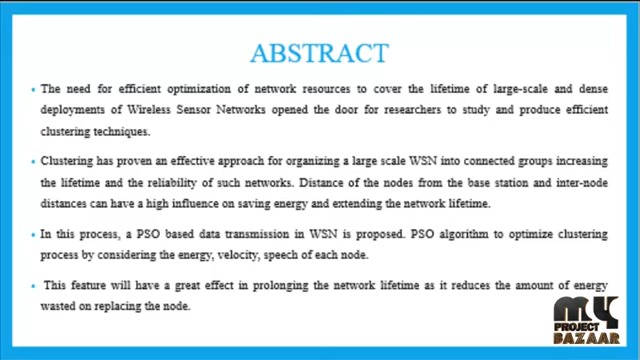 ABSTRACT
The need for efficient optimization of network resources to cover the lifetime of large-scale and dense
deployments of Wireless Sensor Networks opened the door for researchers to study and produce efficient
clustering techniques.
Clustering has proven an effective approach for organizing a large scale WSN into connected groups increasing
the lifetime and the reliability of such networks. Distance of the nodes from the base station and inter-node
distances can have a high influence on saving energy and extending the network lifetime.
In this process, a PSO based data transmission in WSN is proposed. PSO algorithm to optimize clustering
process by considering the energy, velocity, speech of each node.
This feature will have a great effect in prolonging the network lifetime as it reduces the amount of energy
wasted on replacing the node.
MY
PROJECT
BAZAAR